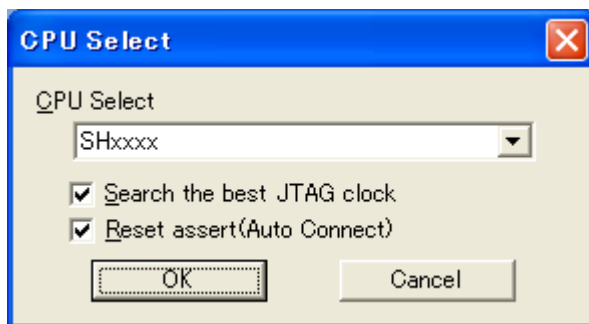 CPU Select
CPU Select
SHxxxx
Search the best JTAG clock
Reset assert(Auto Connect)
OK
Cancel